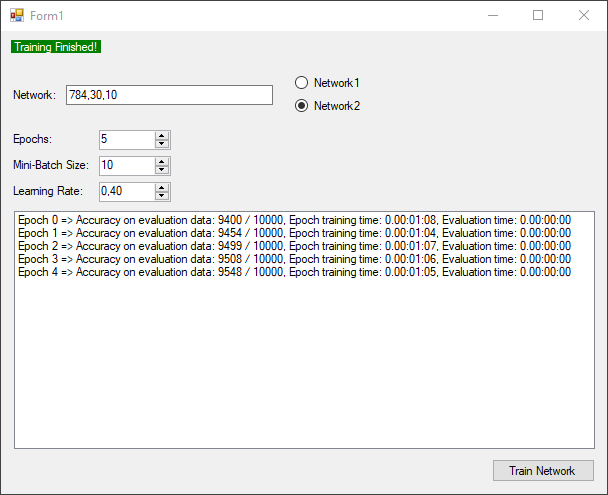 Form1
Training Finished!
Network: 784,30,10
Network1
Network2
Epochs: 5
Mini-Batch Size: 10
Learning Rate: 0,40
Epoch 0 => Accuracy on evaluation data: 9400 / 10000, Epoch training time: 0.00:01:08, Evaluation time: 0.00:00:00
Epoch 1 => Accuracy on evaluation data: 9454 / 10000, Epoch training time: 0.00:01:04, Evaluation time: 0.00:00:00
Epoch 2 => Accuracy on evaluation data: 9499 / 10000, Epoch training time: 0.00:01:07, Evaluation time: 0.00:00:00
Epoch 3 => Accuracy on evaluation data: 9508 / 10000, Epoch training time: 0.00:01:06, Evaluation time: 0.00:00:00
Epoch 4 => Accuracy on evaluation data: 9548 / 10000, Epoch training time: 0.00:01:05, Evaluation time: 0.00:00:00
Train Network